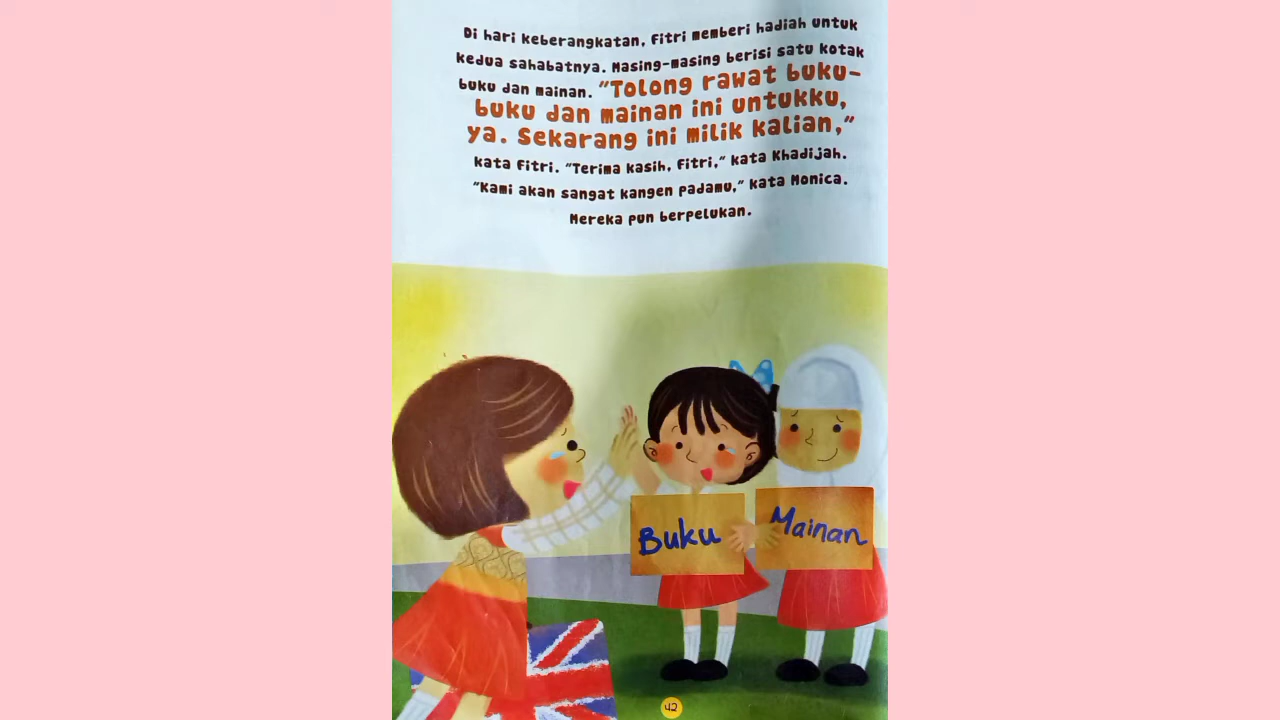 Di hari keberangkatan, Fitri memberi hadiah untuk
kedua sahabatnya. Masing-masing berisi satu kotak
buku dan mainan. "Tolong rawat buku-
buku dan mainan ini untukku,
ya. Sekarang ini milik kalian,"
kata Fitri. "Terima kasih, Fitri," kata Khadijah.
"Kami akan sangat kangen padamu," kata Monica.
Mereka pun berpelukan.
Buku
Mainan
42